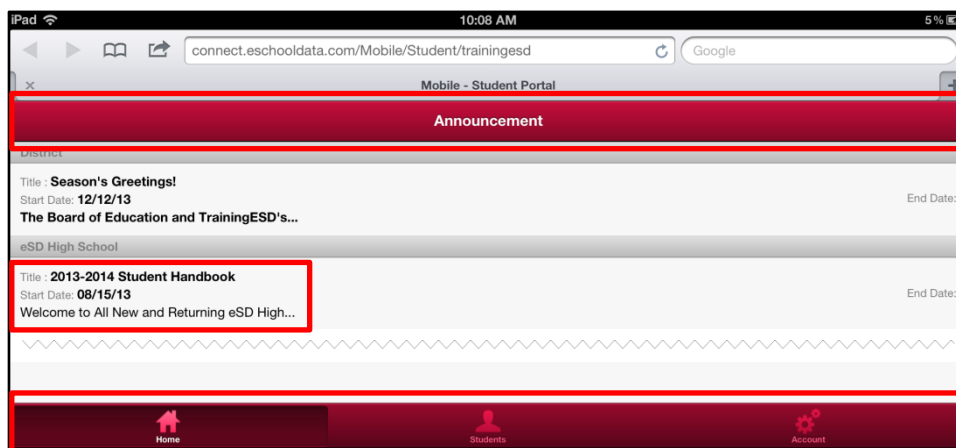 iPad 10:08 AM 5%
connect.eschooldata.com/Mobile/Student/trainingesd Google
Mobile - Student Portal
Announcement
District
Title : Season's Greetings!
Start Date: 12/12/13 End Date:
The Board of Education and TrainingESD's...
eSD High School
Title : 2013-2014 Student Handbook
Start Date: 08/15/13 End Date:
Welcome to All New and Returning eSD High...
Home Students Account